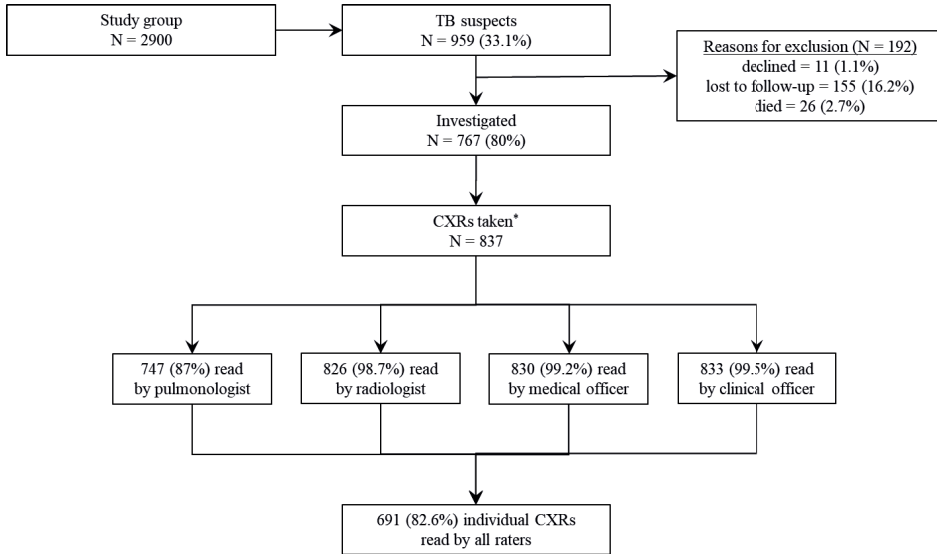 Study group
N = 2900
TB suspects
N = 959 (33.1%)
Reasons for exclusion (N = 192)
declined = 11 (1.1%)
lost to follow-up = 155 (16.2%)
died = 26 (2.7%)
Investigated
N = 767 (80%)
CXRs taken*
N = 837
747 (87%) read
by pulmonologist
826 (98.7%) read
by radiologist
830 (99.2%) read
by medical officer
833 (99.5%) read
by clinical officer
691 (82.6%) individual CXRs
read by all raters